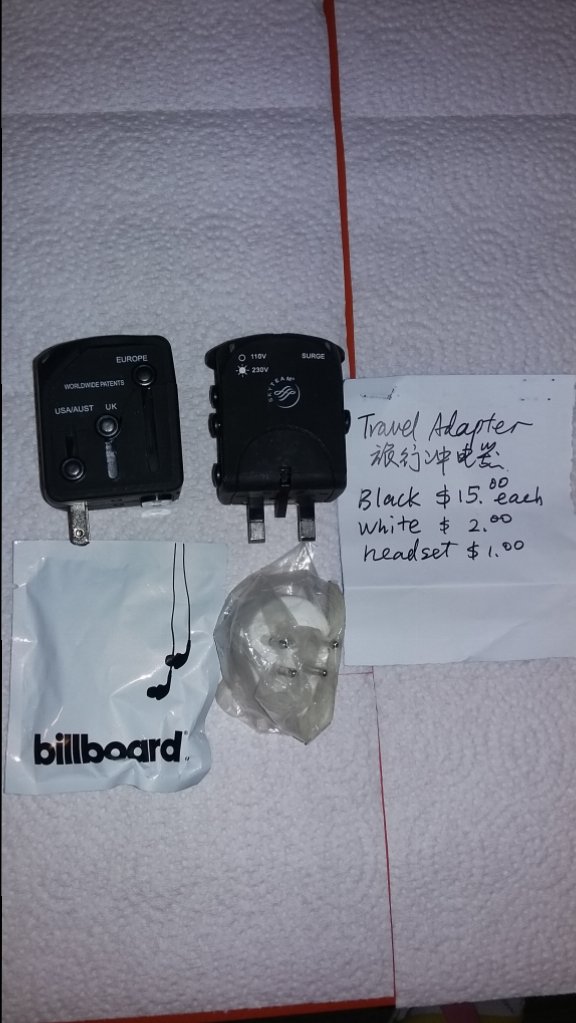 EUROPE
WORLDWIDE PATENTS
USA/AUST UK
110V SURGE
230V
SKYTEAM
Travel Adapter
旅行冲电器
Black $15.00 each
white $2.00
headset $1.00
billboard